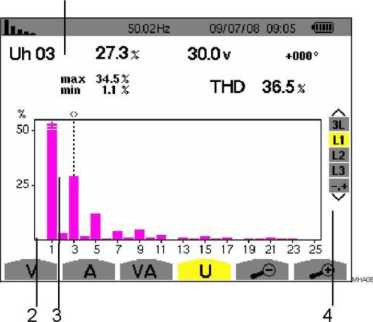 50.02Hz 09/07/08 09:05
Uh 03 27.3 % 30.0 v +000°
max 34.5 %
min 1.1 %
THD 36.5 %
%
50
25
1 3 5 7 9 11 13 15 17 19 21 23 25
3L
L1
L2
L3
-.+
V A VA U
2 3 4